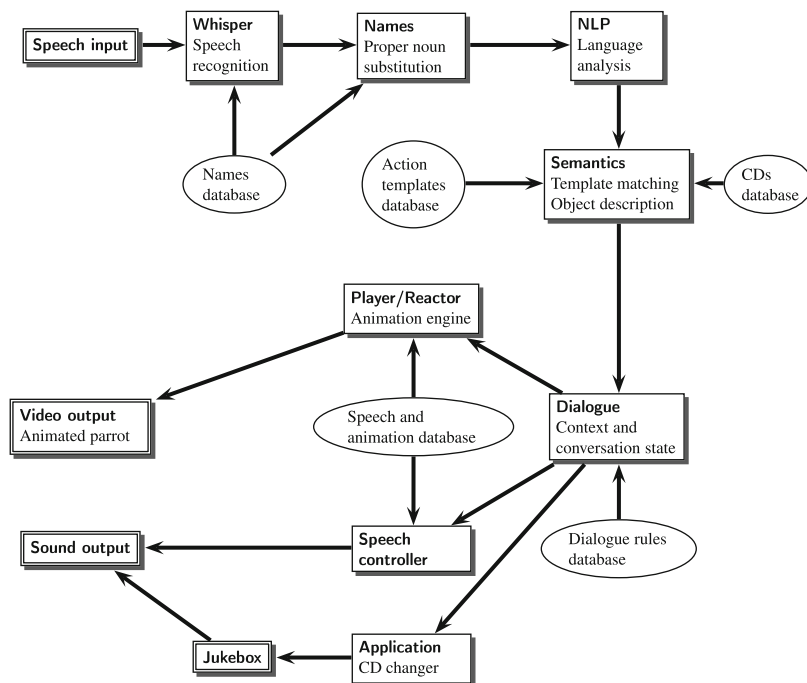 Speech input
Whisper
Speech
recognition
Names
Proper noun
substitution
NLP
Language
analysis
Names
database
Action
templates
database
Semantics
Template matching
Object description
CDs
database
Player/Reactor
Animation engine
Video output
Animated parrot
Speech and
animation database
Dialogue
Context and
conversation state
Sound output
Speech
controller
Dialogue rules
database
Jukebox
Application
CD changer